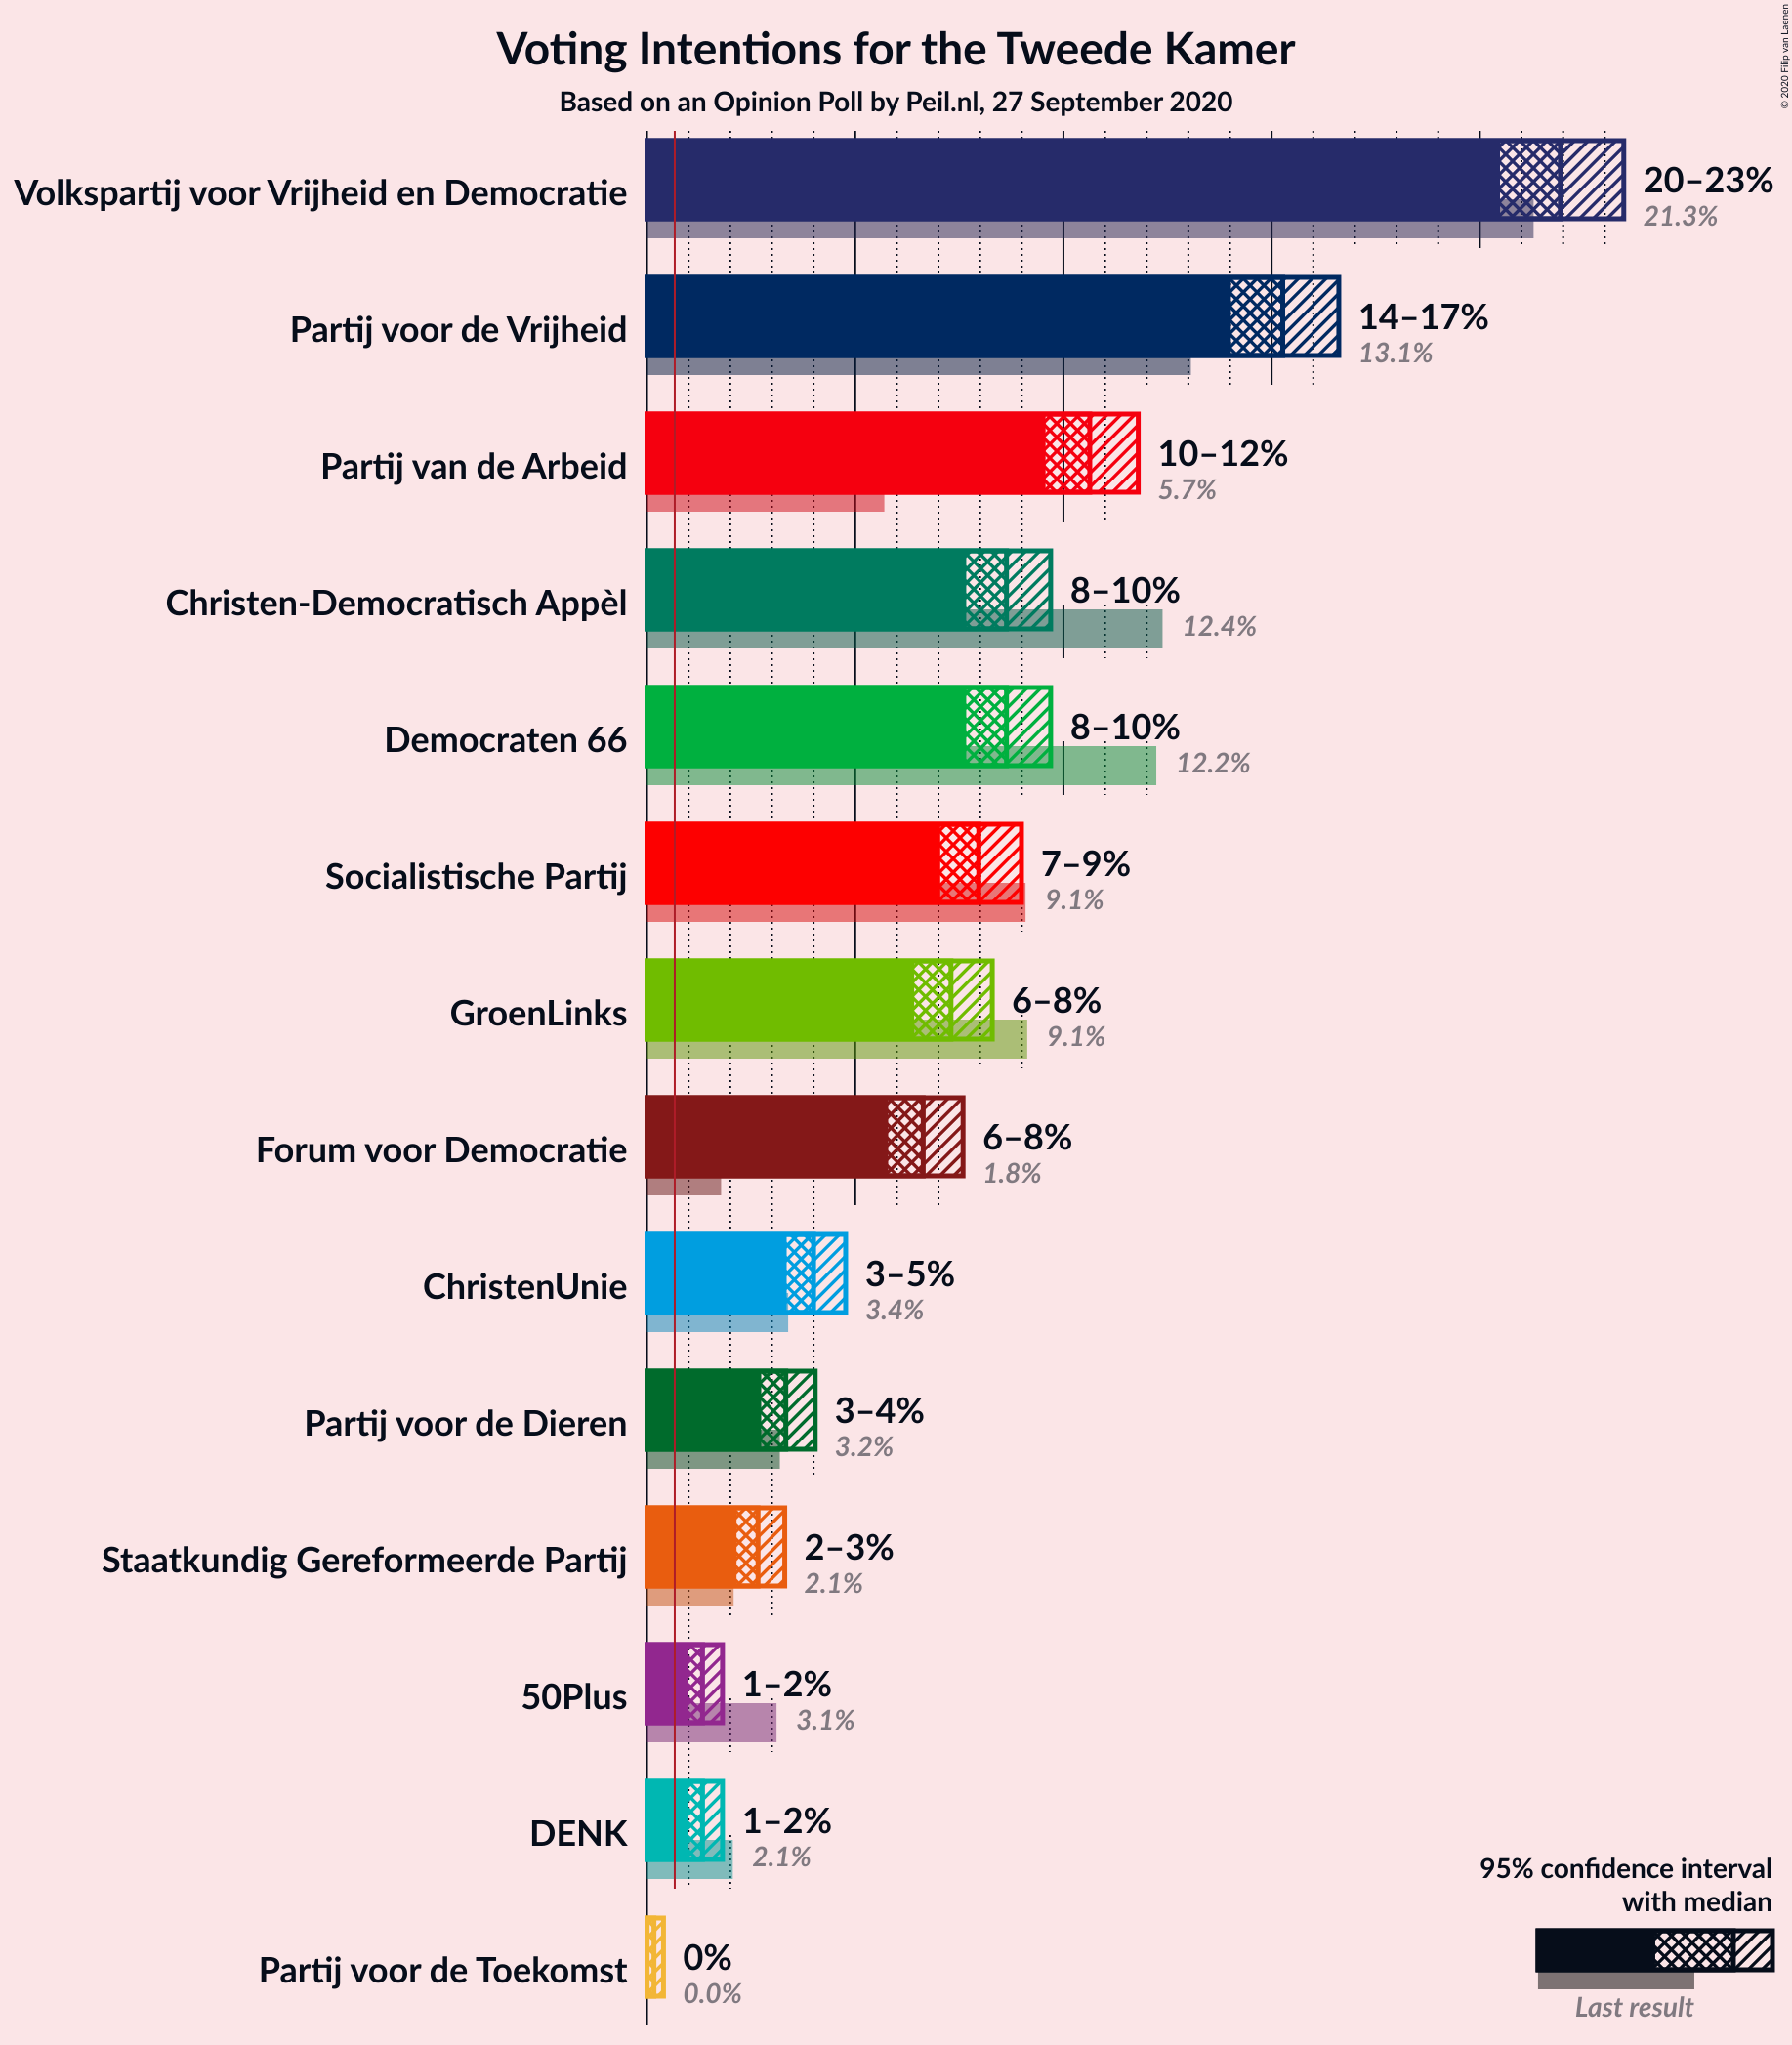 Voting Intentions for the Tweede Kamer
Based on an Opinion Poll by Peil.nl, 27 September 2020
© 2020 Filip van Laenen
Volkspartij voor Vrijheid en Democratie
20–23%
21.3%
Partij voor de Vrijheid
14–17%
13.1%
Partij van de Arbeid
10–12%
5.7%
Christen-Democratisch Appèl
8–10%
12.4%
Democraten 66
8–10%
12.2%
Socialistische Partij
7–9%
9.1%
GroenLinks
6–8%
9.1%
Forum voor Democratie
6–8%
1.8%
ChristenUnie
3–5%
3.4%
Partij voor de Dieren
3–4%
3.2%
Staatkundig Gereformeerde Partij
2–3%
2.1%
50Plus
1–2%
3.1%
DENK
1–2%
2.1%
Partij voor de Toekomst
0%
0.0%
95% confidence interval
with median
Last result